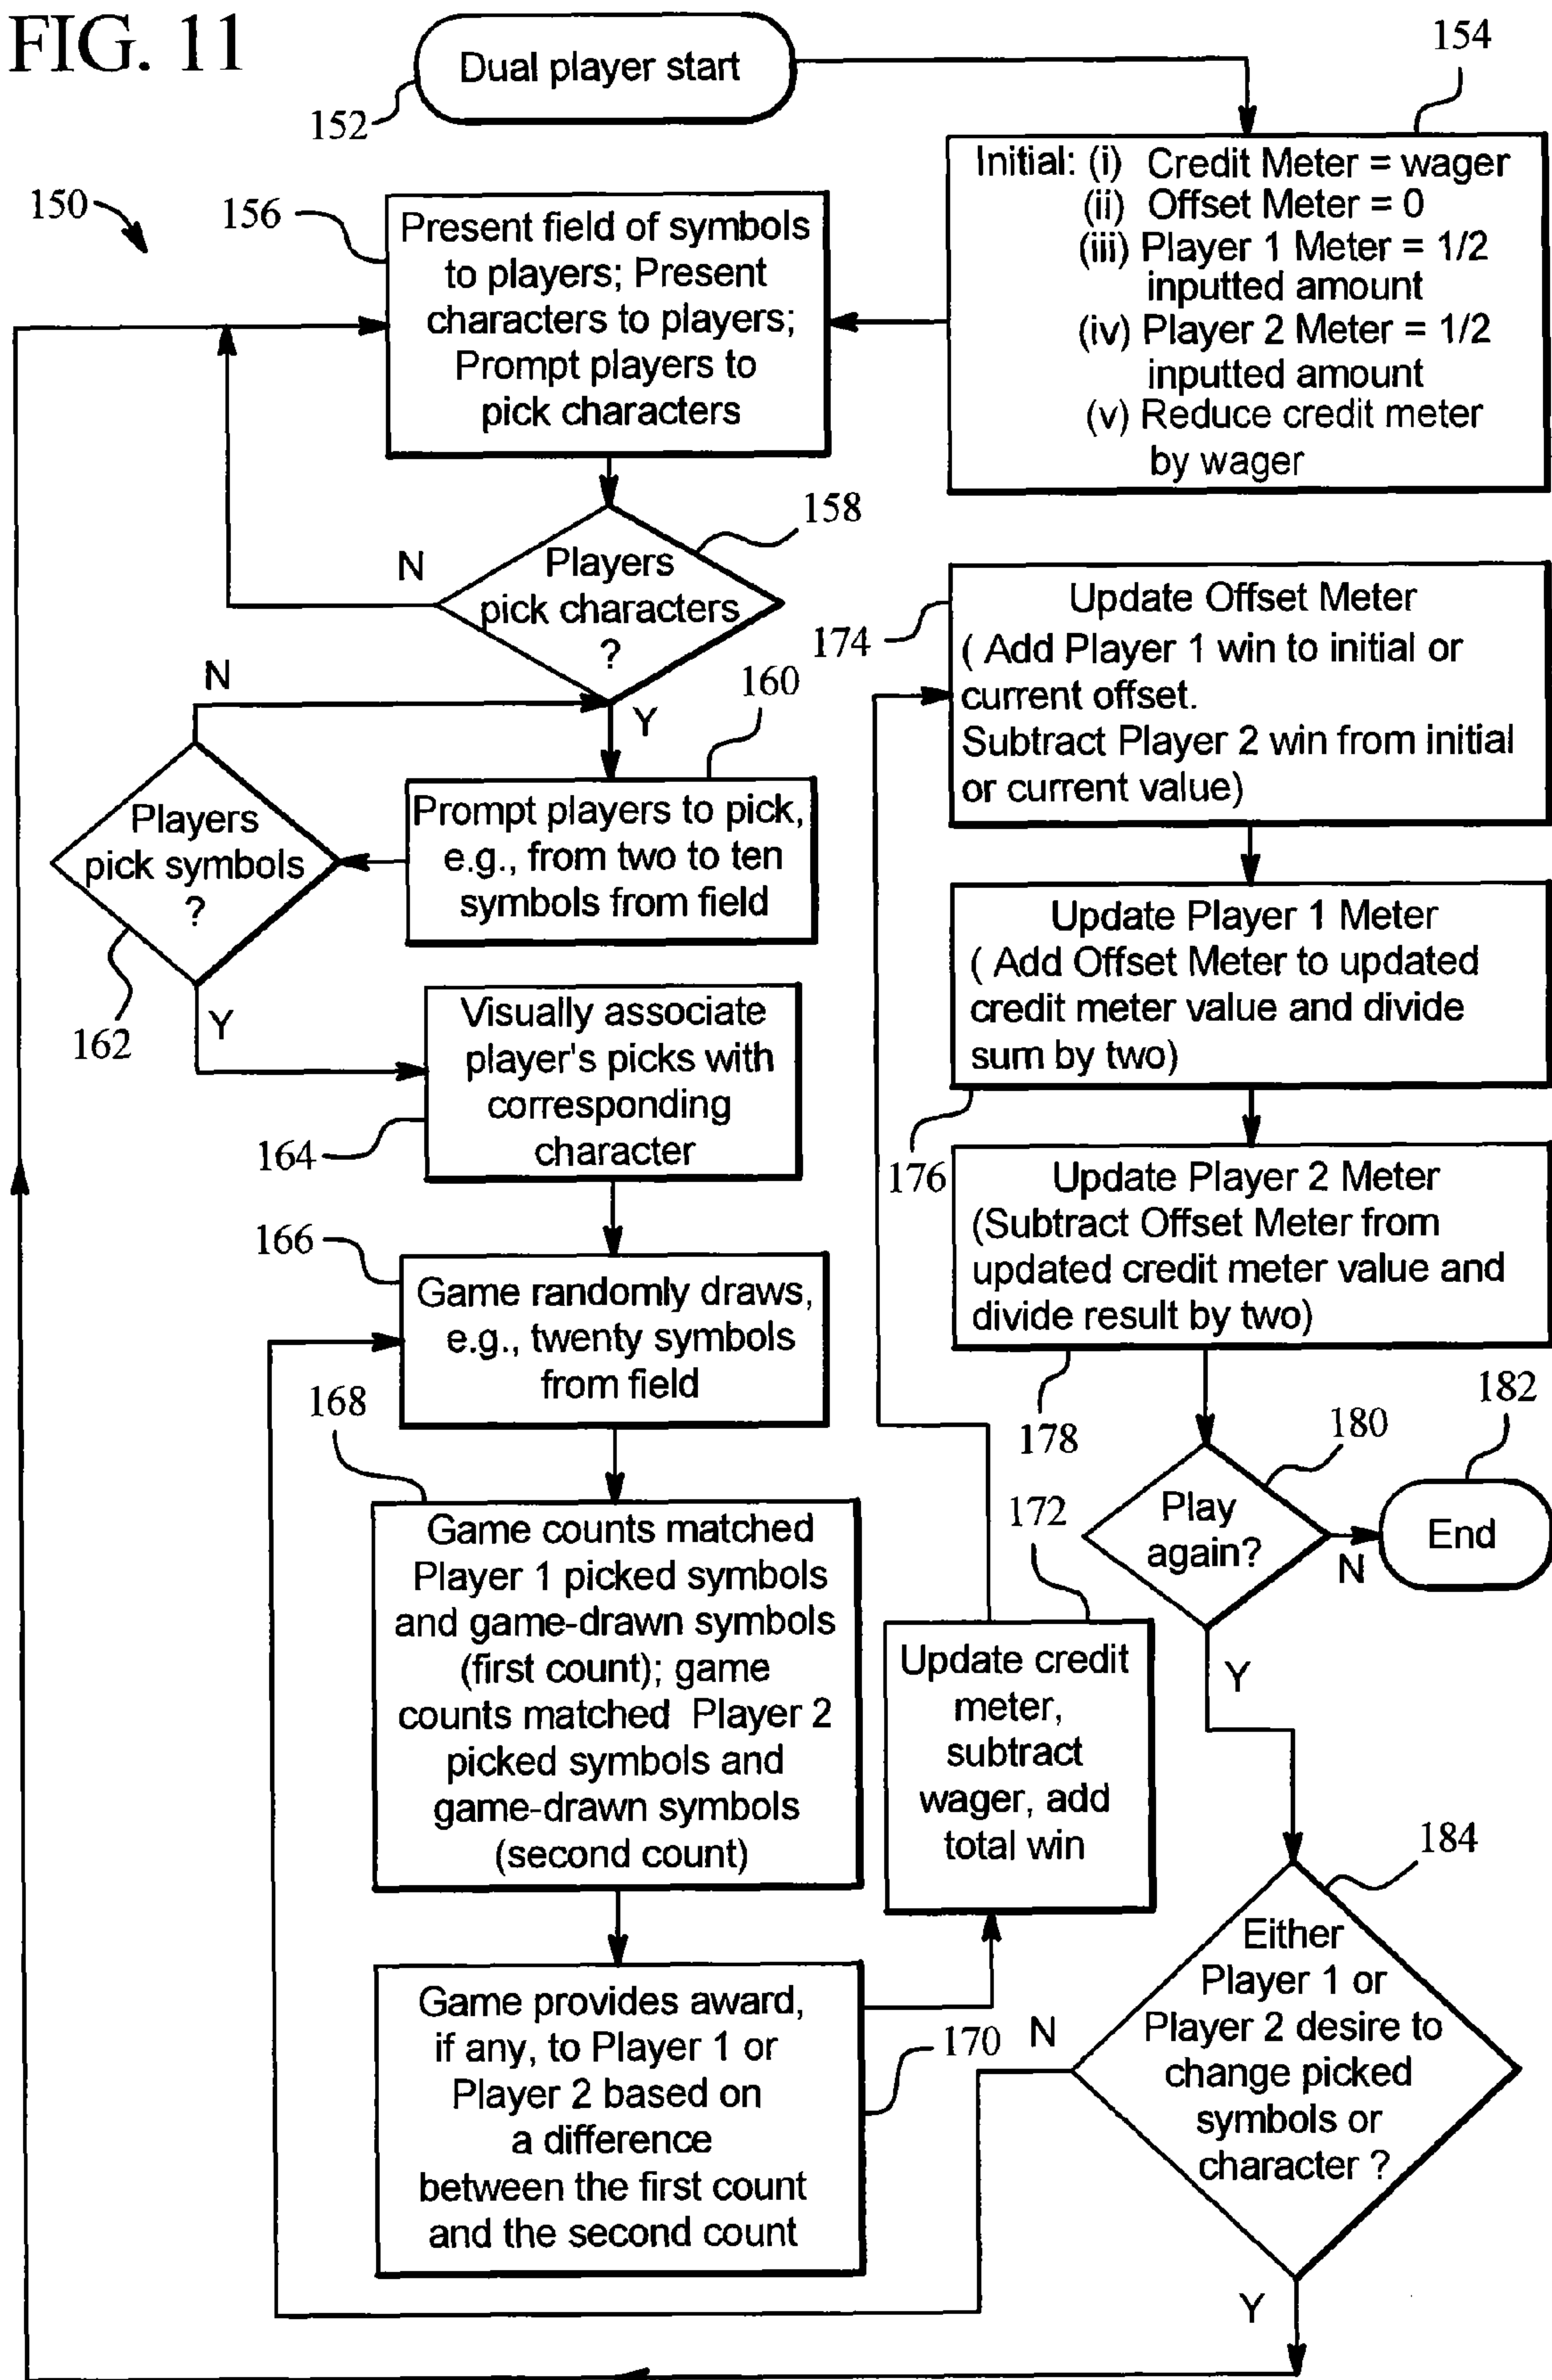 FIG. 11
Dual player start
152
154
Initial: (i) Credit Meter = wager
(ii) Offset Meter = 0
(iii) Player 1 Meter = 1/2
inputted amount
(iv) Player 2 Meter = 1/2
inputted amount
(v) Reduce credit meter
by wager
150
156
Present field of symbols
to players; Present
characters to players;
Prompt players to
pick characters
158
Players
pick characters
?
N
Y
160
Prompt players to pick,
e.g., from two to ten
symbols from field
N
Players
pick symbols
?
162
Y
Visually associate
player's picks with
corresponding
character
164
166
Game randomly draws,
e.g., twenty symbols
from field
168
Game counts matched
Player 1 picked symbols
and game-drawn symbols
(first count); game
counts matched Player 2
picked symbols and
game-drawn symbols
(second count)
Game provides award,
if any, to Player 1 or
Player 2 based on
a difference
between the first count
and the second count
170
172
Update credit
meter,
subtract
wager, add
total win
174
Update Offset Meter
( Add Player 1 win to initial or
current offset.
Subtract Player 2 win from initial
or current value)
Update Player 1 Meter
( Add Offset Meter to updated
credit meter value and divide
sum by two)
176
Update Player 2 Meter
(Subtract Offset Meter from
updated credit meter value and
divide result by two)
178
180
Play
again?
N
182
End
Y
184
Either
Player 1 or
Player 2 desire to
change picked
symbols or
character ?
N
Y